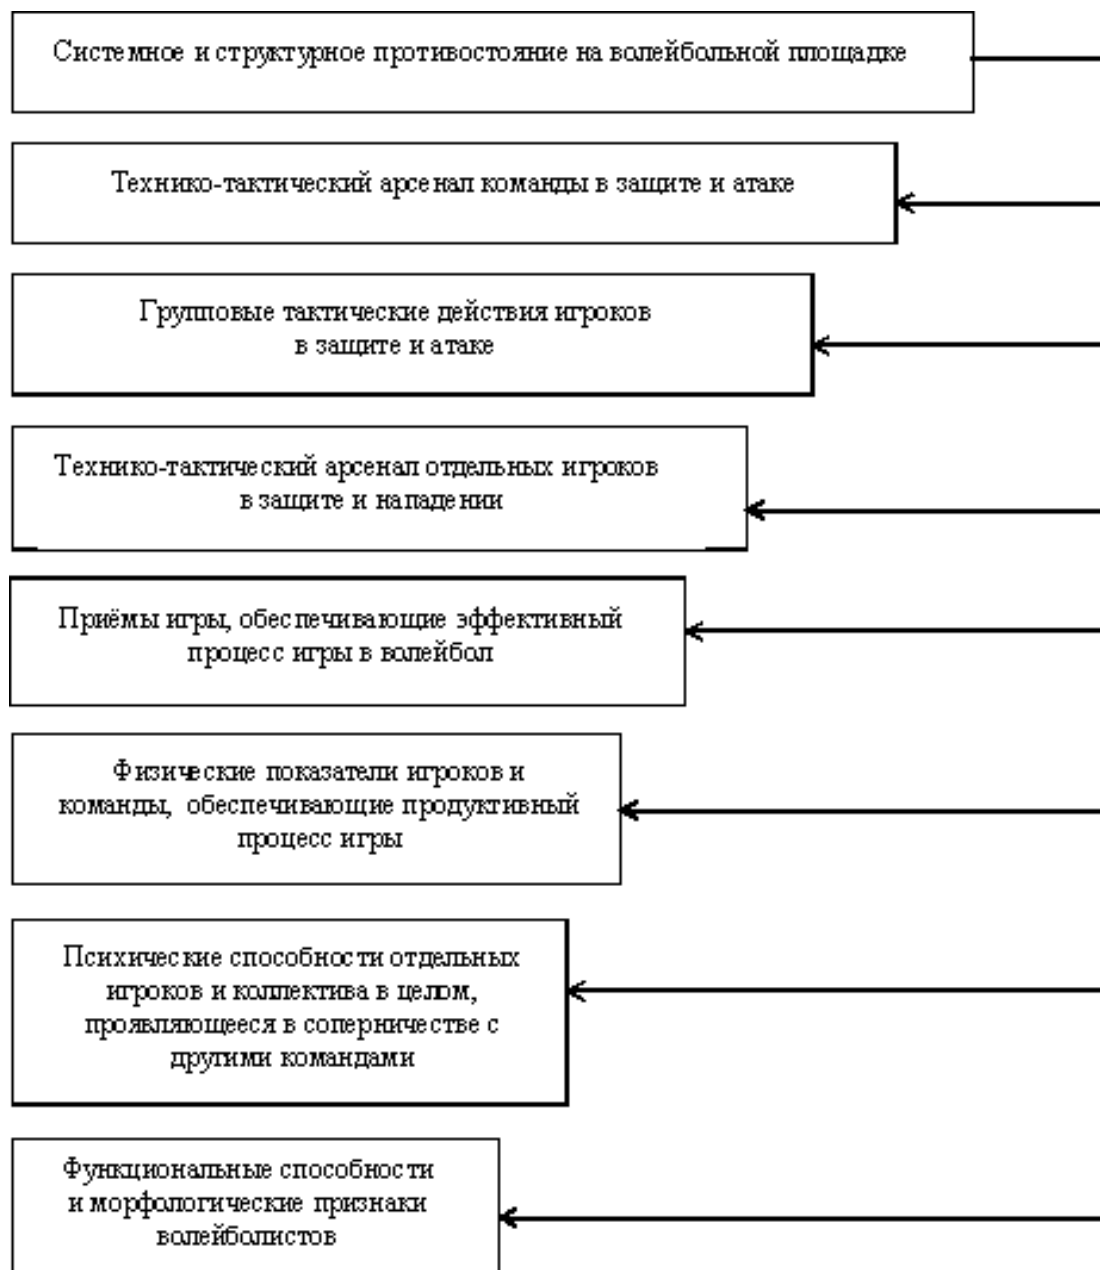 Системное и структурное противостояние на волейбольной площадке
Технико-тактический арсенал команды в защите и атаке
Групповые тактические действия игроков
в защите и атаке
Технико-тактический арсенал отдельных игроков
в защите и нападении
Приёмы игры, обеспечивающие эффективный
процесс игры в волейбол
Физические показатели игроков и
команды, обеспечивающие продуктивный
процесс игры
Психические способности отдельных
игроков и коллектива в целом,
проявляющееся в соперничестве с
другими командами
Функциональные способности
и морфологические признаки
волейболистов